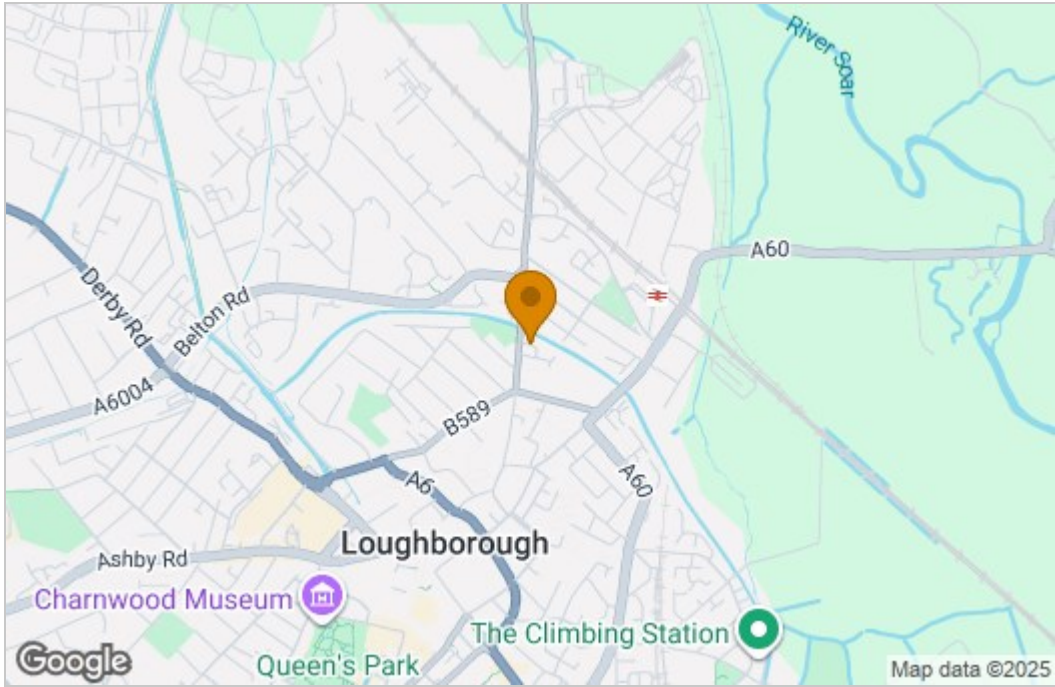 River Soar
A60
Derby Rd
Belton Rd
A6004
B589
A6
A60
Loughborough
Ashby Rd
Charnwood Museum
The Climbing Station
Queen's Park
Google
Map data ©2025